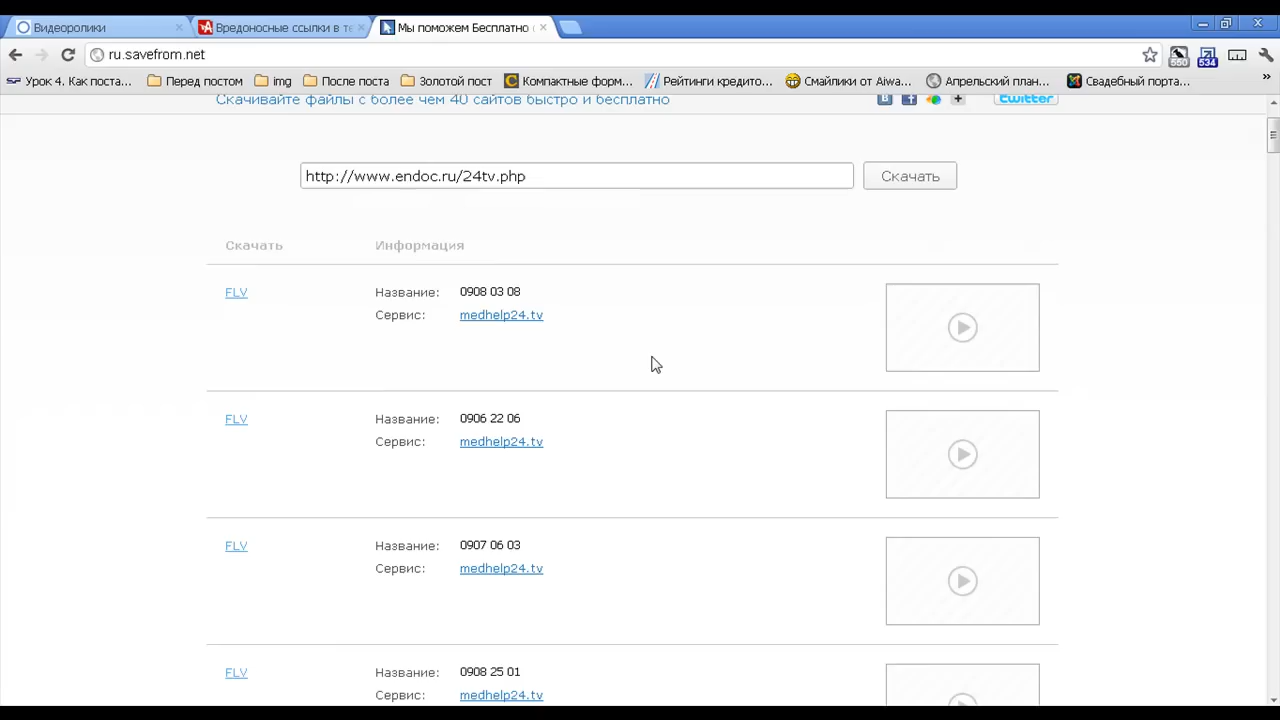 Видеоролики
Вредоносные ссылки в те
Мы поможем Бесплатно
ru.savefrom.net
550
534
Урок 4. Как поста...
Перед постом
img
После поста
Золотой пост
Компактные форм...
Рейтинги кредито...
Смайлики от Aiwa...
Апрельский план...
Свадебный порта...
Скачивайте файлы с более чем 40 сайтов быстро и бесплатно
twitter
http://www.endoc.ru/24tv.php
Скачать
Скачать Информация
FLV Название: 0908 03 08
Сервис: medhelp24.tv
FLV Название: 0906 22 06
Сервис: medhelp24.tv
FLV Название: 0907 06 03
Сервис: medhelp24.tv
FLV Название: 0908 25 01
Сервис: medhelp24.tv